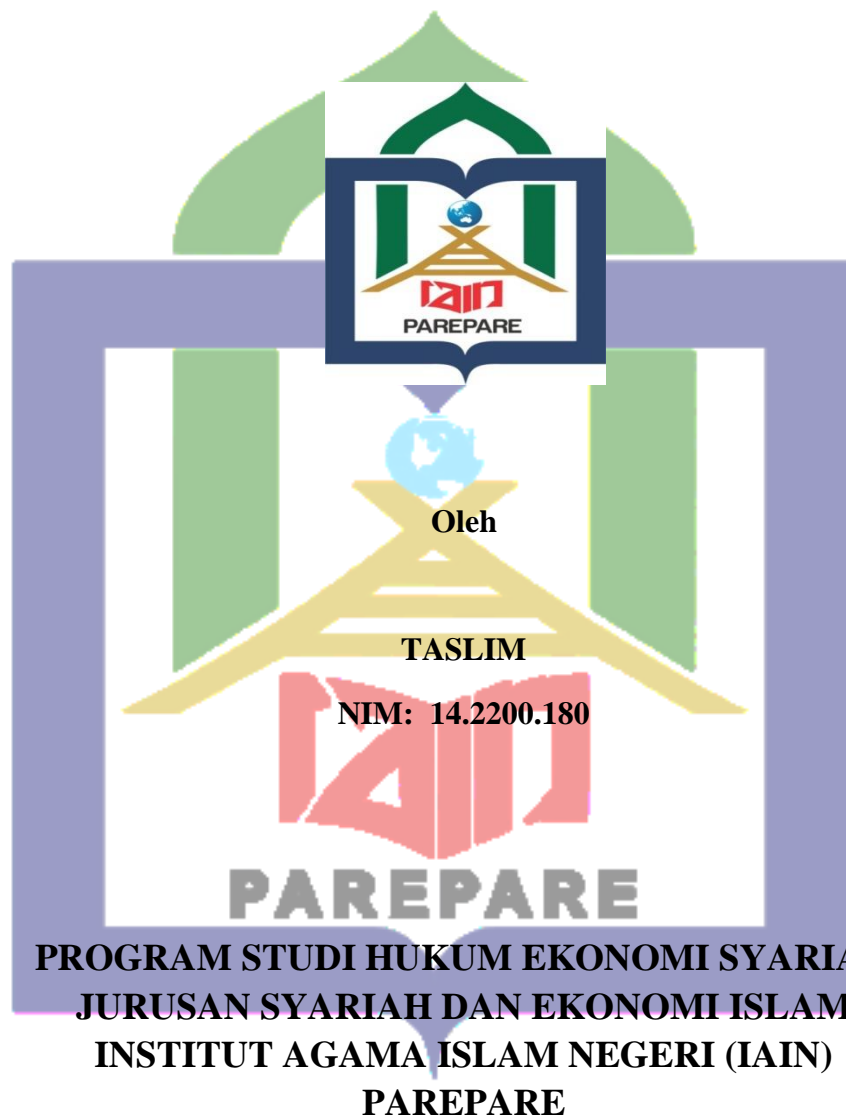 iain
PAREPARE
Oleh
TASLIM
NIM: 14.2200.180
iain
PAREPARE
PROGRAM STUDI HUKUM EKONOMI SYARIA
JURUSAN SYARIAH DAN EKONOMI ISLAM
INSTITUT AGAMA ISLAM NEGERI (IAIN)
PAREPARE